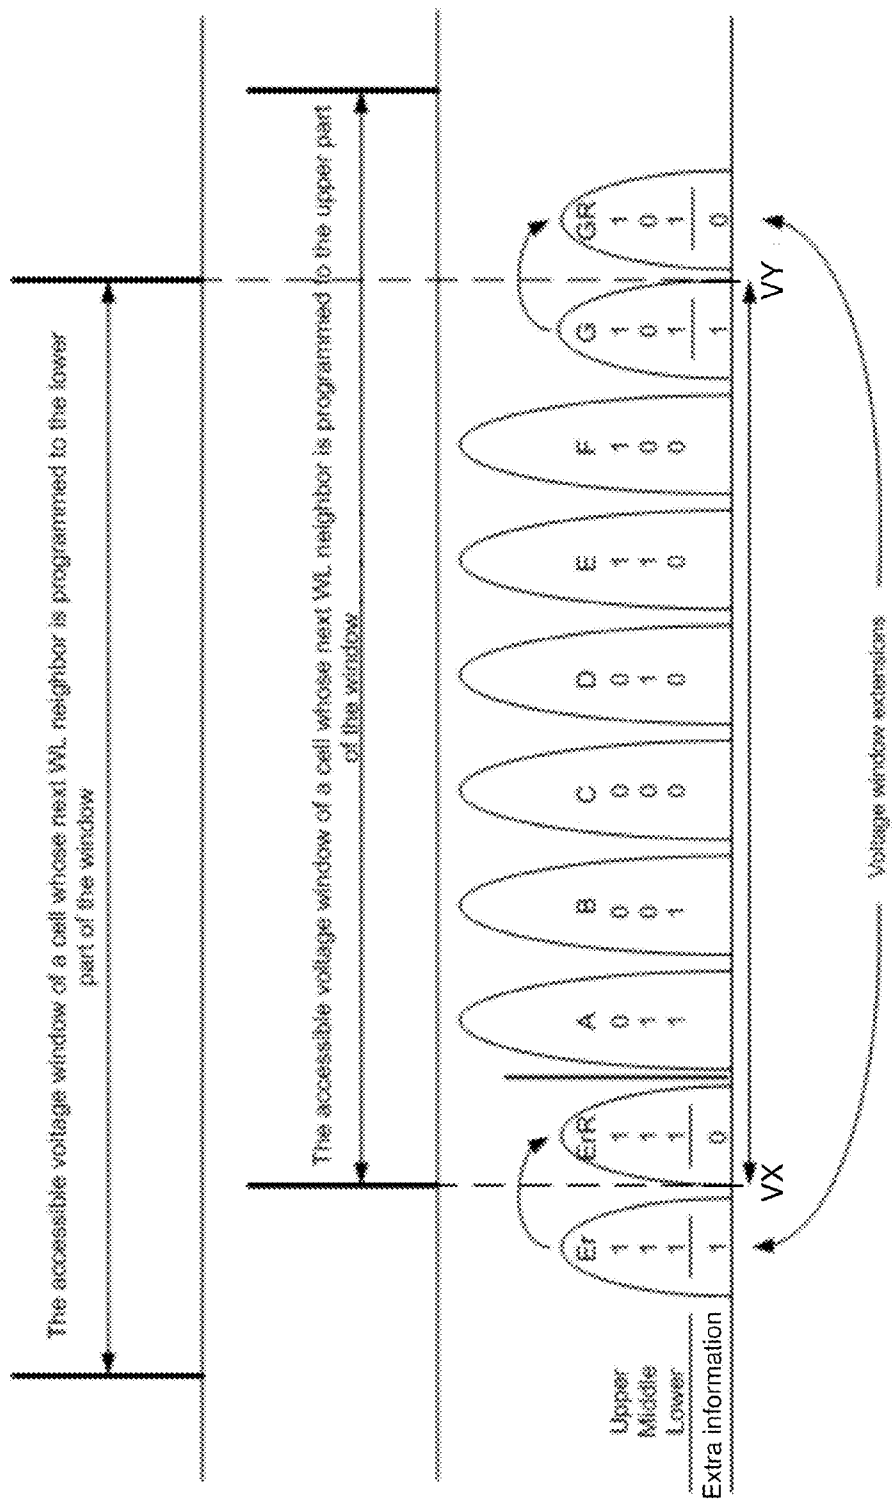 The accessible voltage window of a cell whose next WL neighbor is programmed to the lower
part of the window
The accessible voltage window of a cell whose next WL neighbor is programmed to the upper part
of the window
Er ErR A B C D E F G GR
Upper 1 1 0 0 0 0 1 1 1 1
Middle 1 1 1 0 0 1 1 0 0 0
Lower 1 1 1 1 0 0 0 0 1 1
Extra information 1 0 1 0
VX VY
Voltage window extensions